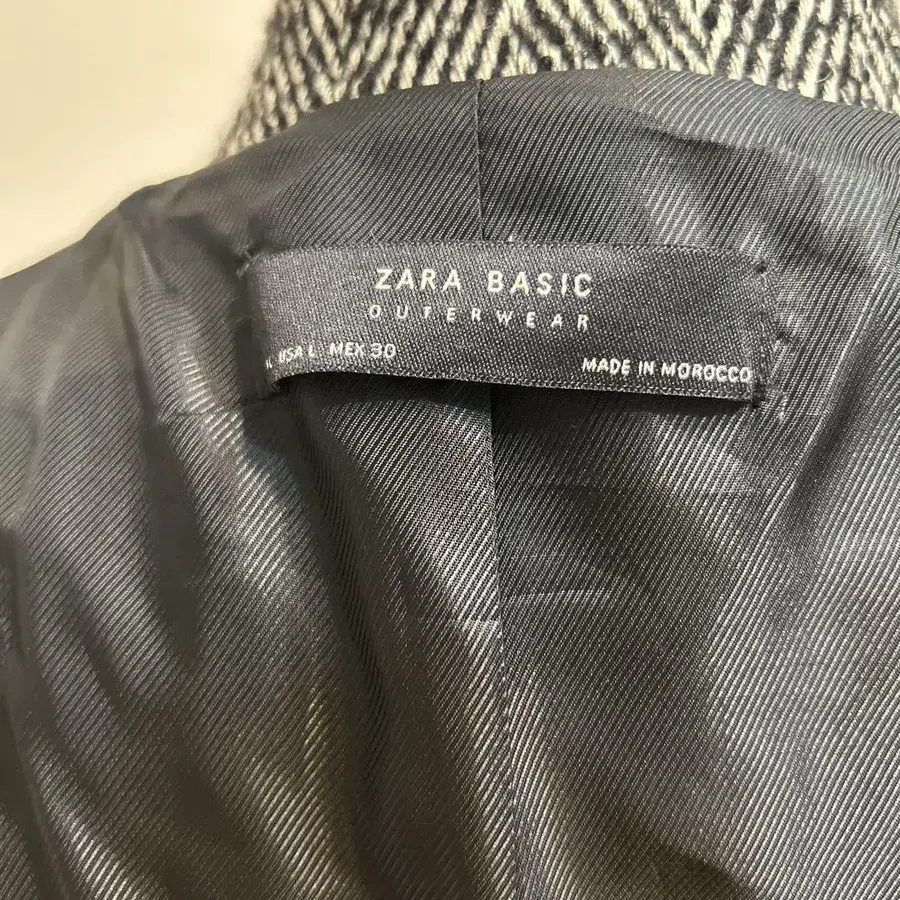 ZARA BASIC
OUTERWEAR
USA L MEX 30
MADE IN MOROCCO